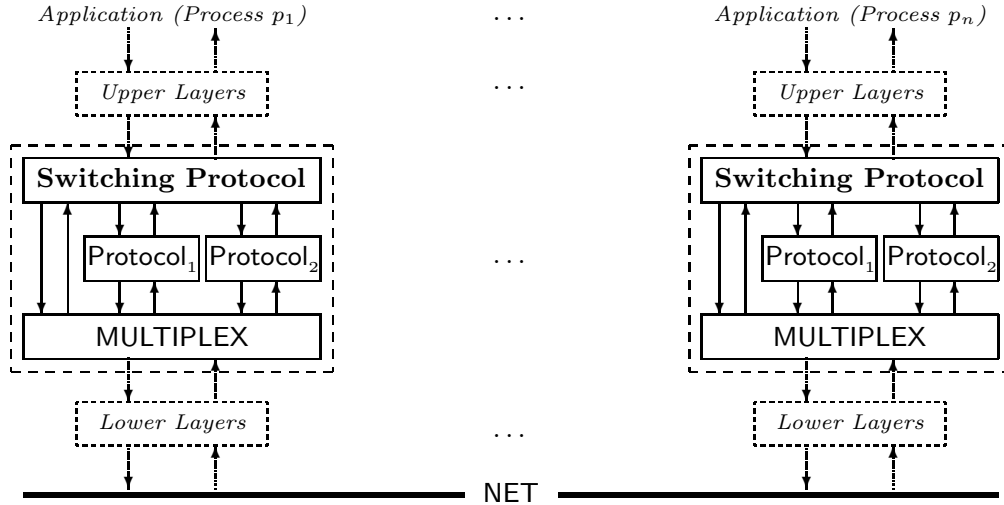 Application (Process p₁) ... Application (Process pₙ)
Upper Layers ... Upper Layers
Switching Protocol Switching Protocol
Protocol₁ Protocol₂ ... Protocol₁ Protocol₂
MULTIPLEX MULTIPLEX
Lower Layers ... Lower Layers
NET